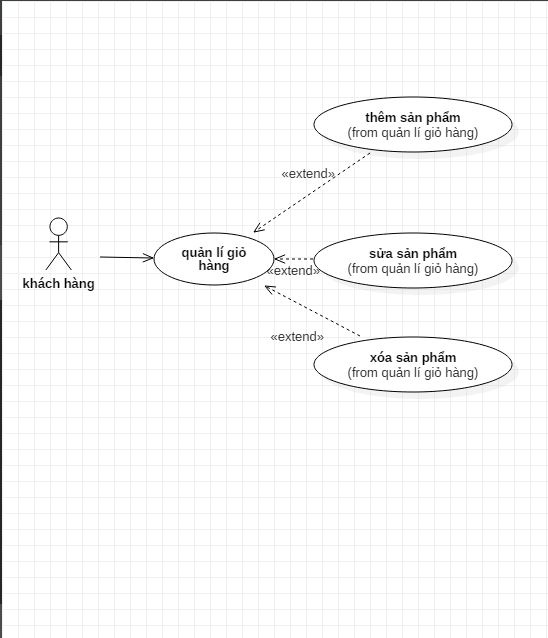 thêm sản phẩm
(from quản lí giỏ hàng)
«extend»
quản lí giỏ
hàng
sửa sản phẩm
(from quản lí giỏ hàng)
«extend»
khách hàng
«extend»
xóa sản phẩm
(from quản lí giỏ hàng)